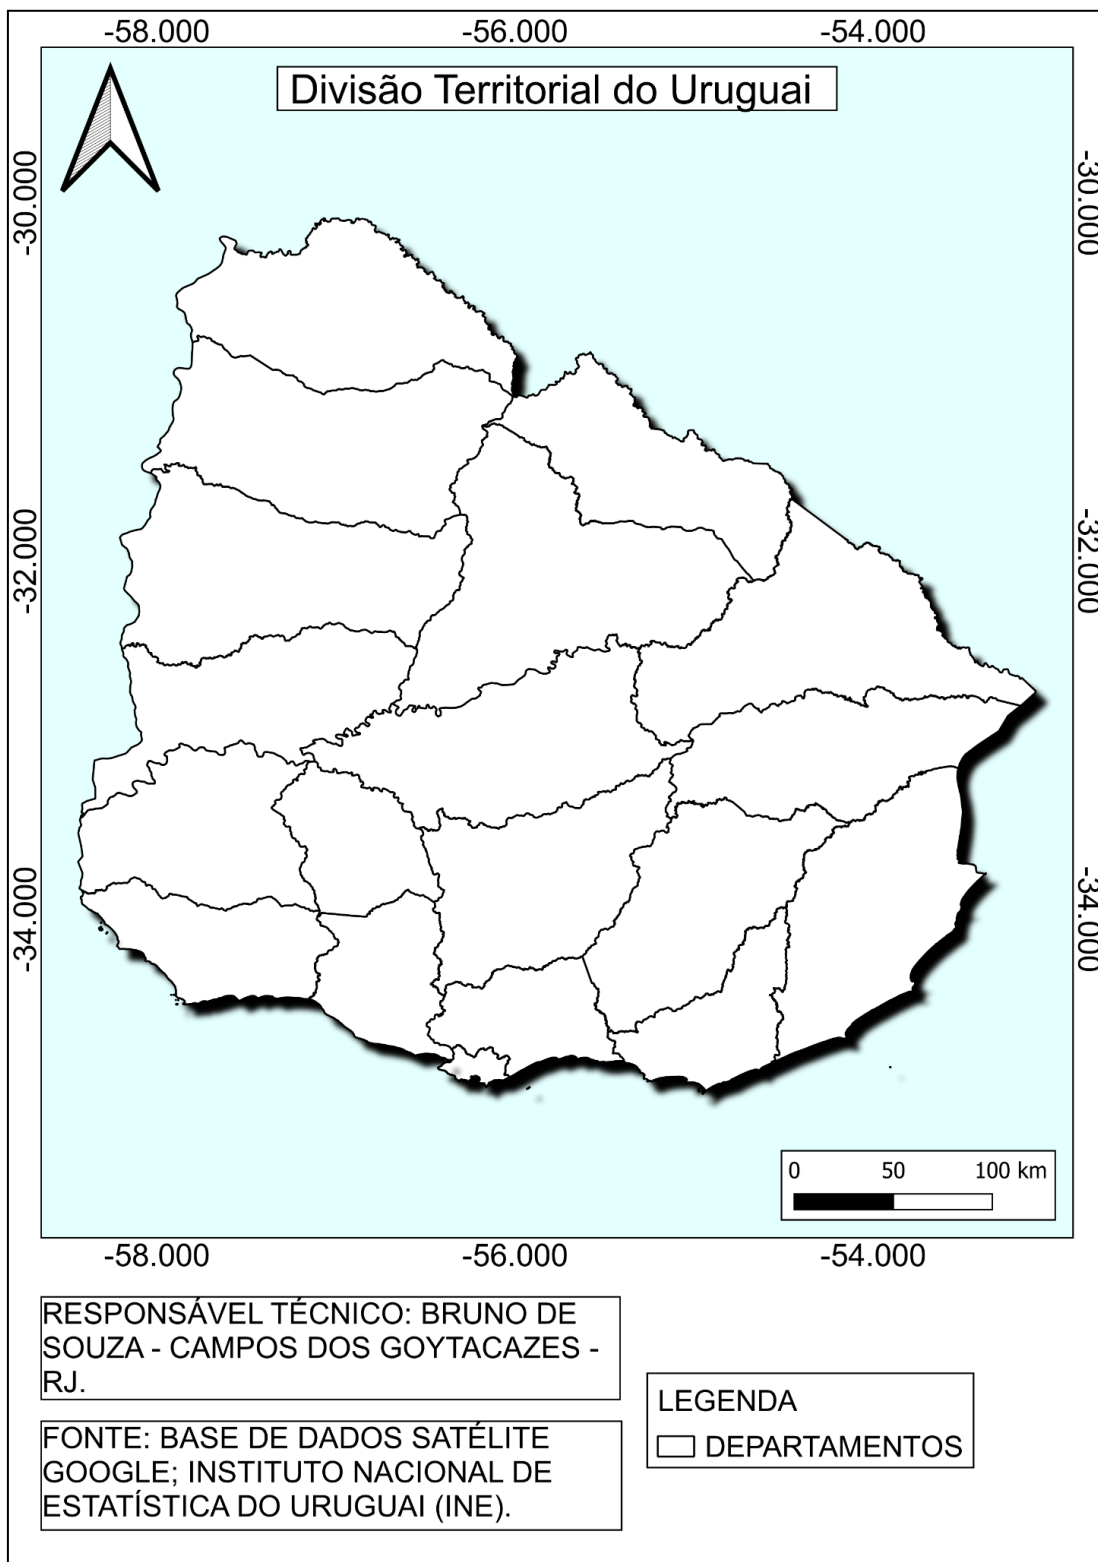 -58.000 -56.000 -54.000
Divisão Territorial do Uruguai
-30.000 -30.000
-32.000 -32.000
-34.000 -34.000
0 50 100 km
-58.000 -56.000 -54.000
RESPONSÁVEL TÉCNICO: BRUNO DE
SOUZA - CAMPOS DOS GOYTACAZES -
RJ.
FONTE: BASE DE DADOS SATÉLITE
GOOGLE; INSTITUTO NACIONAL DE
ESTATÍSTICA DO URUGUAI (INE).
LEGENDA
DEPARTAMENTOS